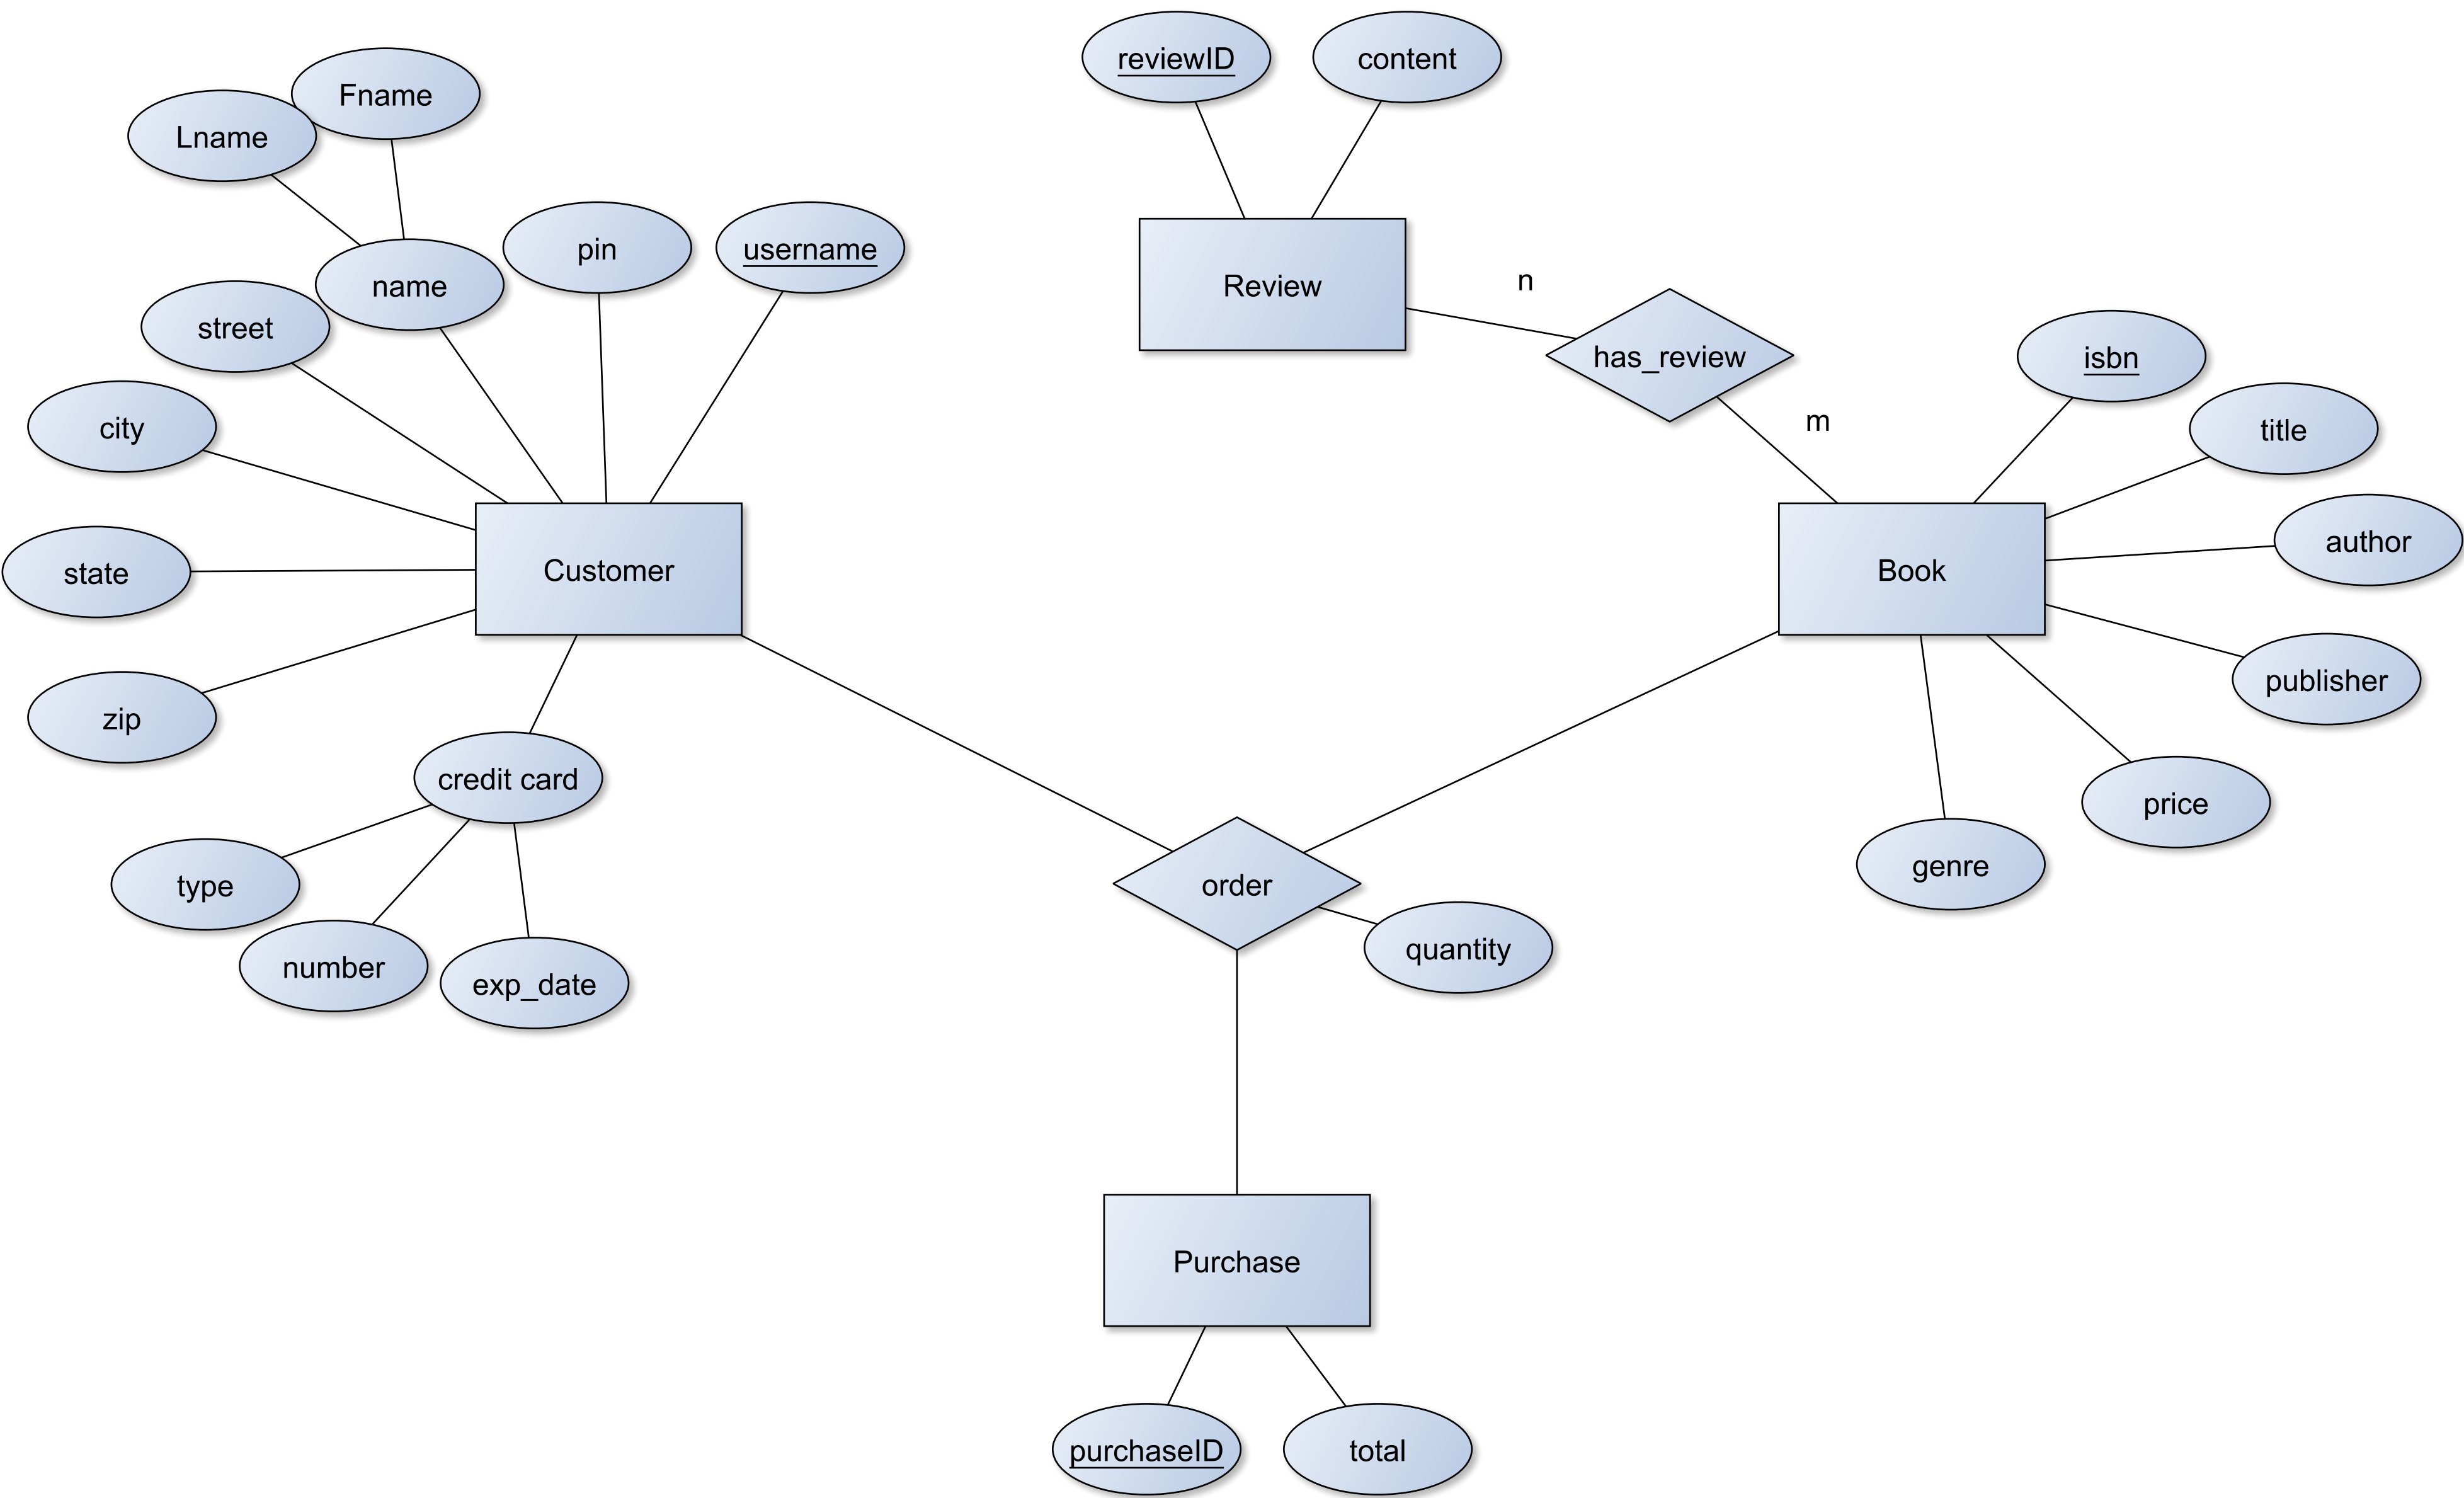 reviewID
content
Fname
Lname
pin
username
name
Review
n
street
has_review
isbn
m
city
title
author
Customer
Book
state
publisher
zip
credit card
price
genre
type
order
quantity
number
exp_date
Purchase
purchaseID
total